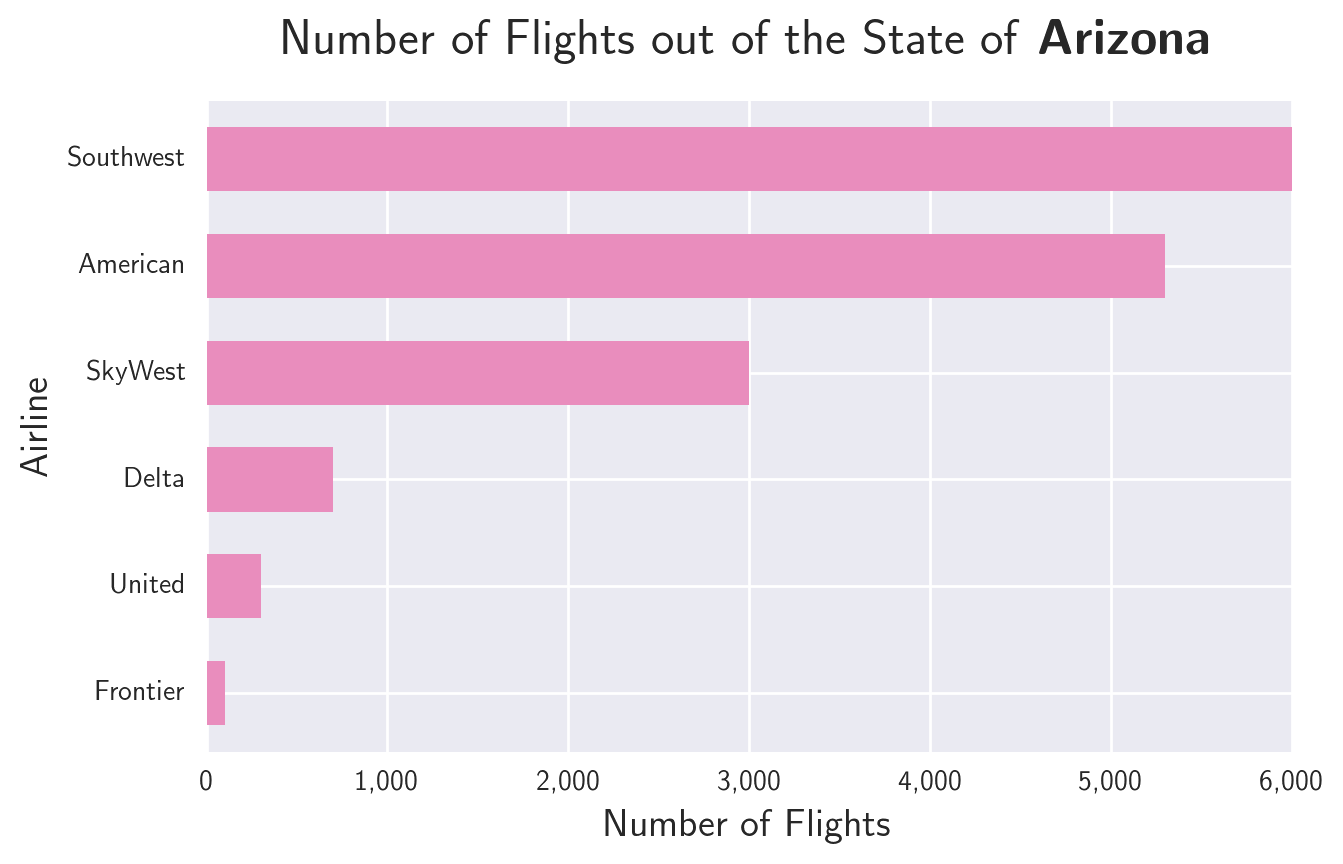 Number of Flights out of the State of Arizona
Southwest
American
SkyWest
Delta
United
Frontier
Airline
0 1,000 2,000 3,000 4,000 5,000 6,000
Number of Flights